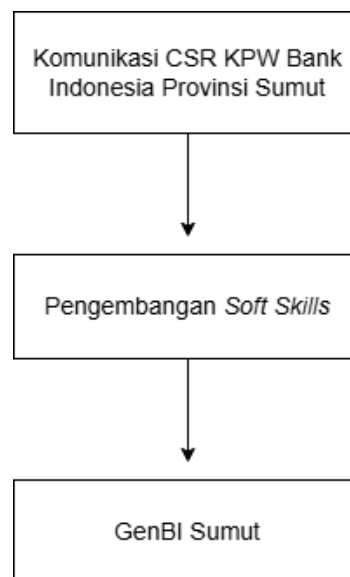 Komunikasi CSR KPW Bank
Indonesia Provinsi Sumut
Pengembangan Soft Skills
GenBI Sumut